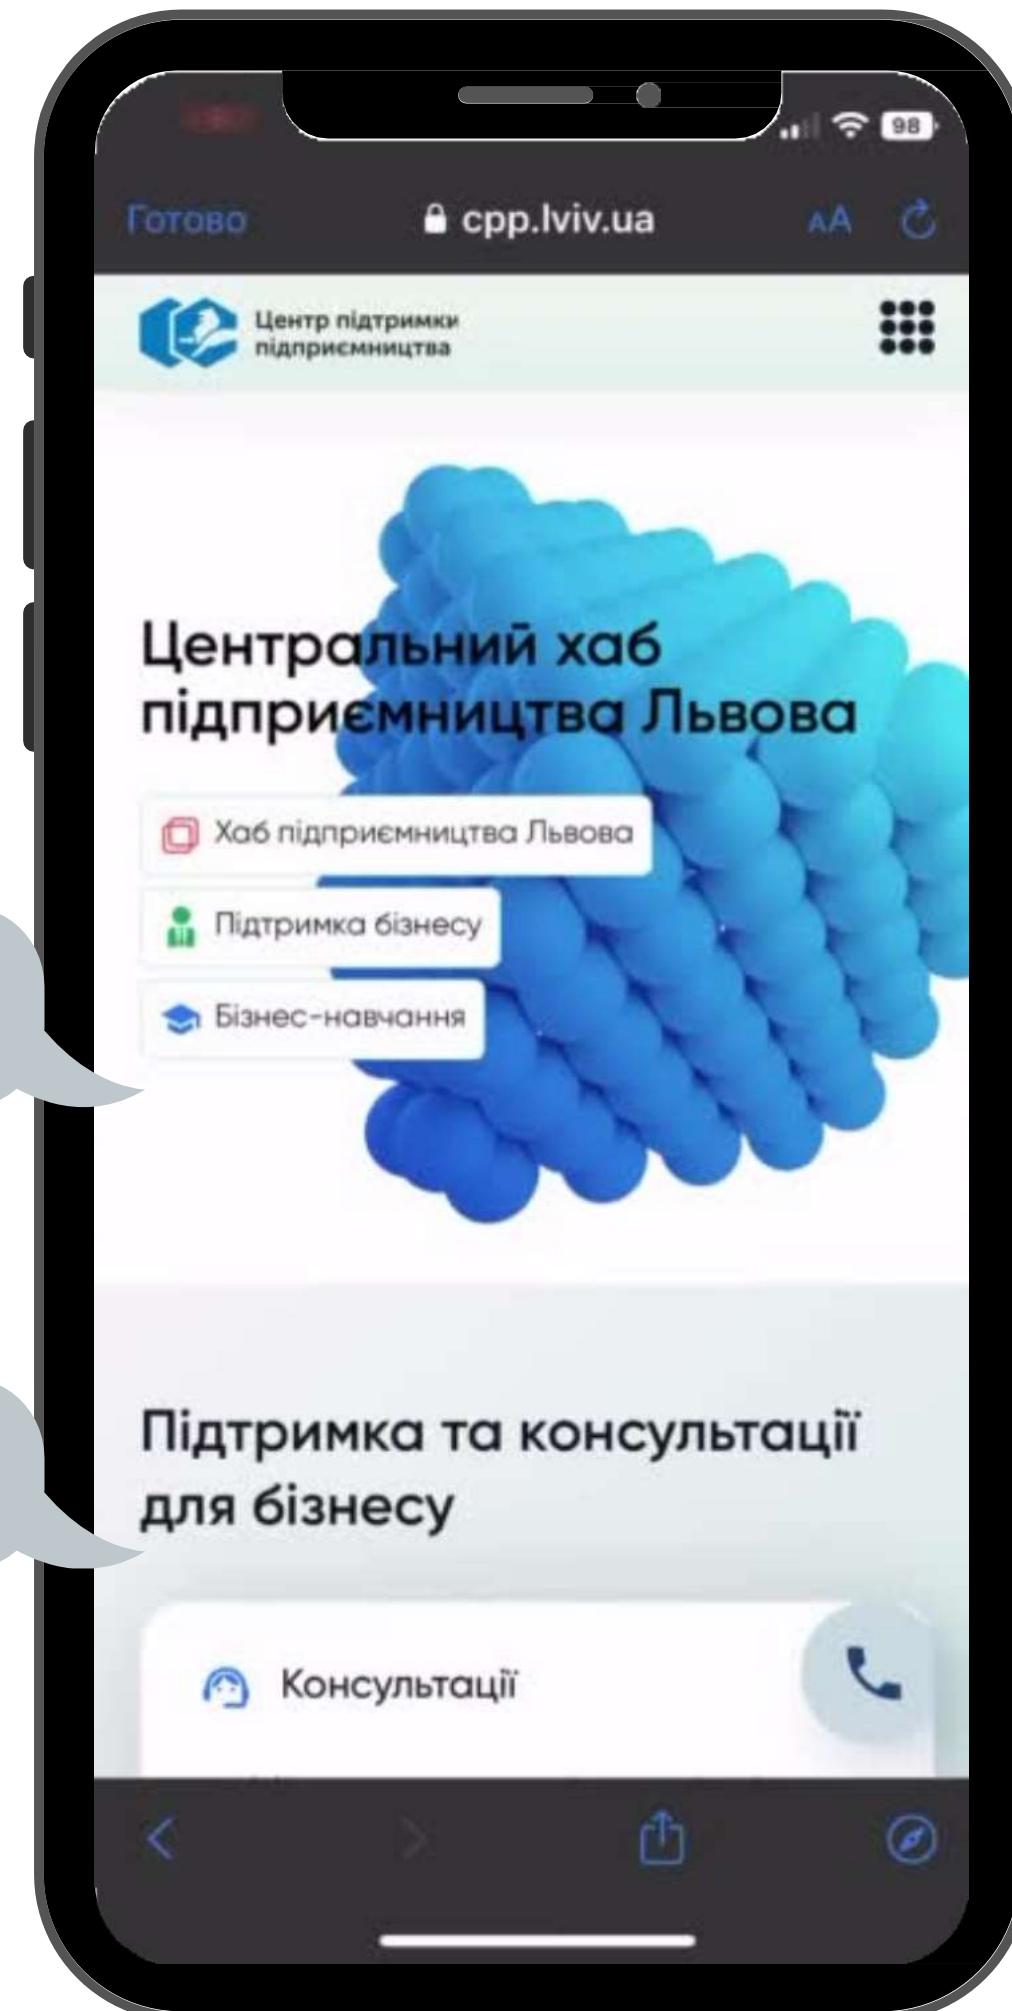 98
Готово
cpp.lviv.ua
AA
Центр підтримки
підприємництва
Центральний хаб
підприємництва Львова
Хаб підприємництва Львова
Підтримка бізнесу
Бізнес-навчання
Підтримка та консультації
для бізнесу
Консультації